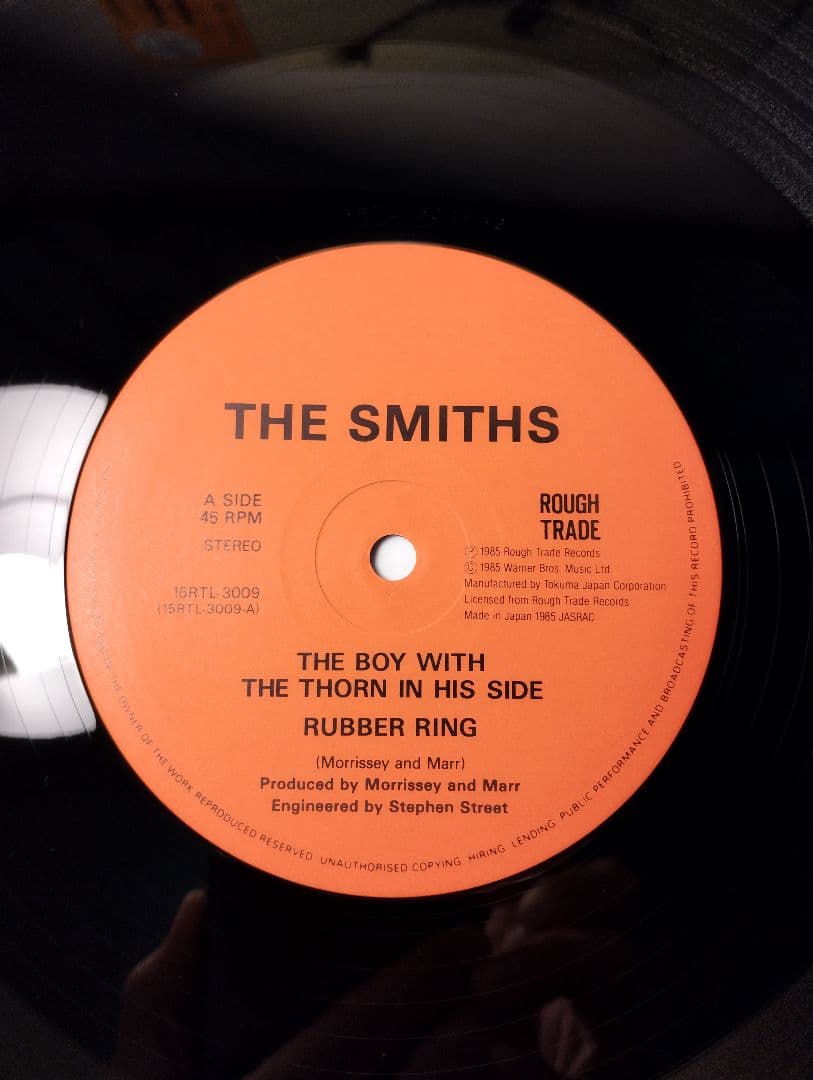 THE SMITHS
A SIDE
45 RPM
STEREO
15RTL-3009
(15RTL-3009-A)
ROUGH
TRADE
Ⓟ 1985 Rough Trade Records
Ⓒ 1985 Warner Bros. Music Ltd.
Manufactured by Tokuma Japan Corporation
Licensed from Rough Trade Records
Made in Japan 1985 JASRAC
THE BOY WITH
THE THORN IN HIS SIDE
RUBBER RING
(Morrissey and Marr)
Produced by Morrissey and Marr
Engineered by Stephen Street
THE OWNER OF THE WORK REPRODUCED RESERVED UNAUTHORISED COPYING HIRING LENDING PUBLIC PERFORMANCE AND BROADCASTING OF THIS RECORD PROHIBITED